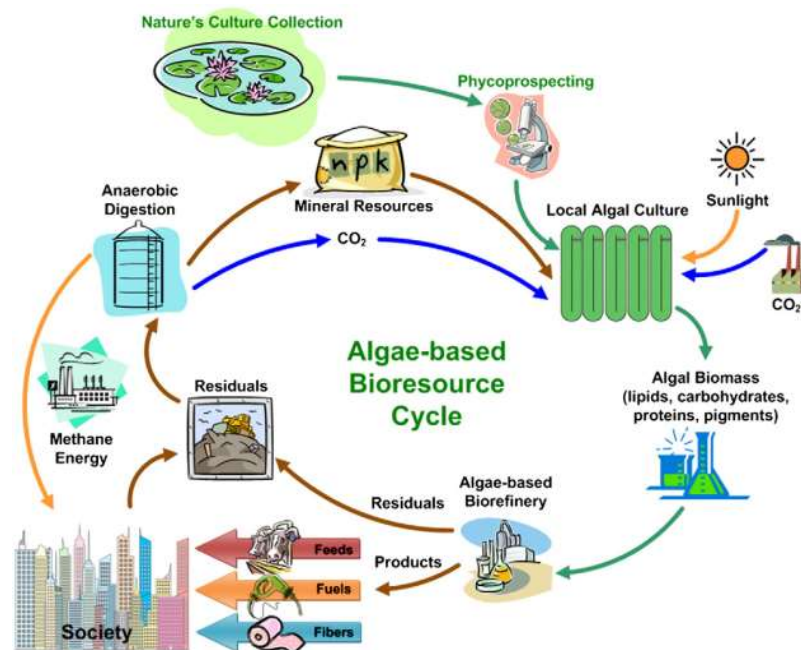 Nature's Culture Collection
Phycoprospecting
Anaerobic
Digestion
npk
Mineral Resources
Local Algal Culture
Sunlight
CO₂
CO₂
Algae-based
Bioresource
Cycle
Residuals
Methane
Energy
Algal Biomass
(lipids, carbohydrates,
proteins, pigments)
Algae-based
Biorefinery
Residuals
Products
Feeds
Fuels
Fibers
Society